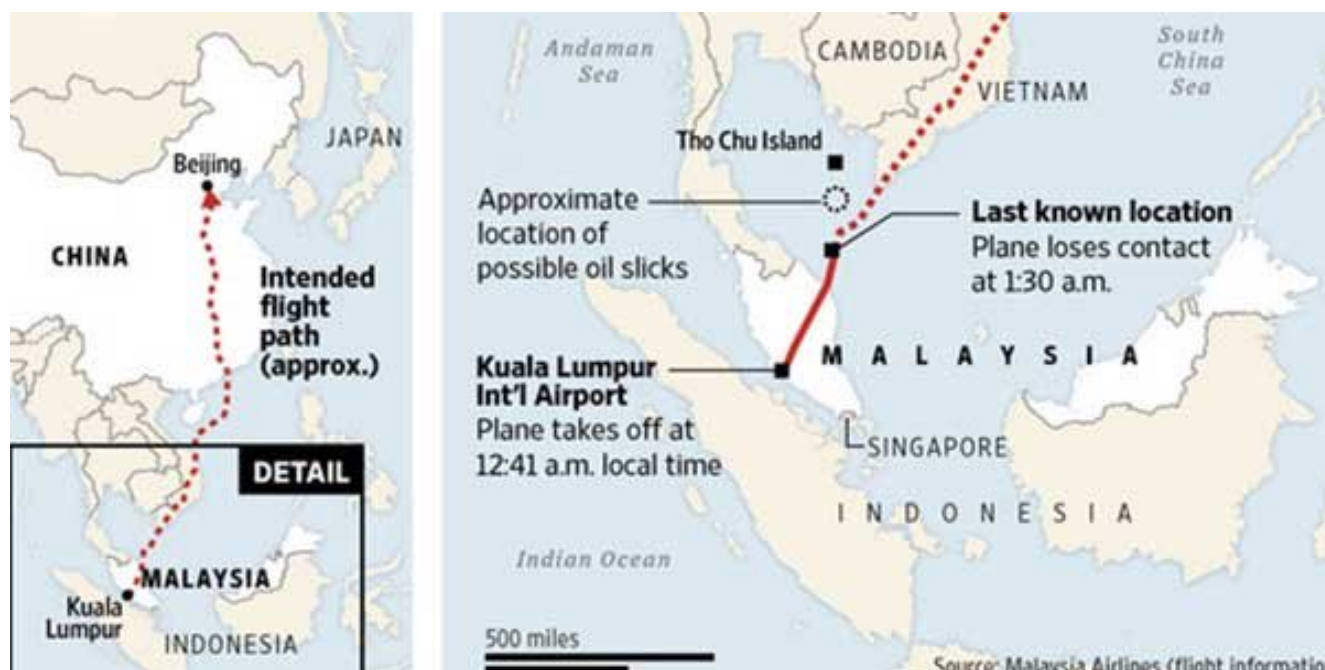 JAPAN
Beijing
CHINA
Intended
flight
path
(approx.)
DETAIL
MALAYSIA
Kuala
Lumpur
INDONESIA
Andaman
Sea
CAMBODIA
South
China
Sea
VIETNAM
Tho Chu Island
Approximate
location of
possible oil slicks
Last known location
Plane loses contact
at 1:30 a.m.
MALAYSIA
Kuala Lumpur
Int'l Airport
Plane takes off at
12:41 a.m. local time
SINGAPORE
INDONESIA
Indian Ocean
500 miles
Source: Malaysia Airlines (flight informatio